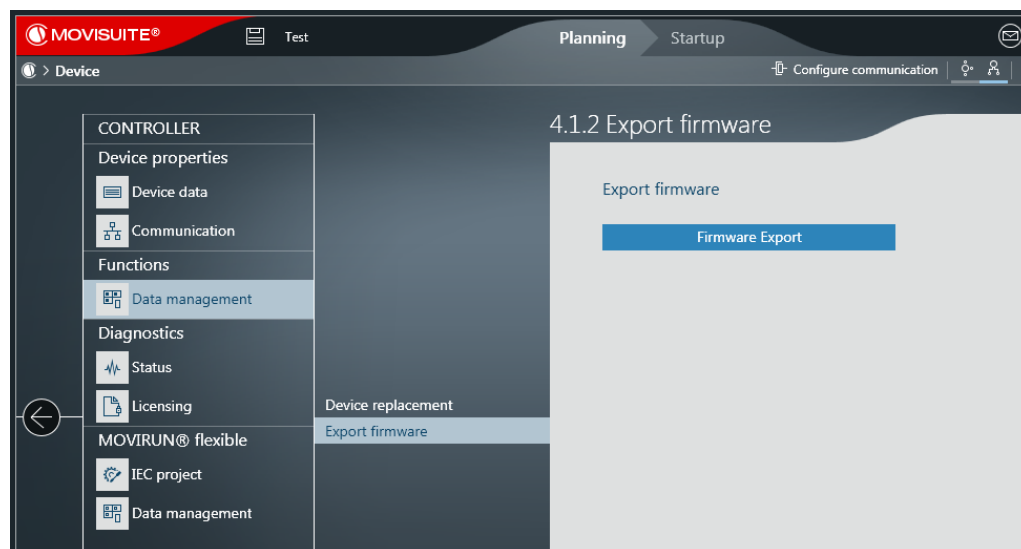 MOVISUITE®
Test
Planning
Startup
> Device
Configure communication
CONTROLLER
Device properties
Device data
Communication
Functions
Data management
Diagnostics
Status
Licensing
MOVIRUN® flexible
IEC project
Data management
Device replacement
Export firmware
4.1.2 Export firmware
Export firmware
Firmware Export